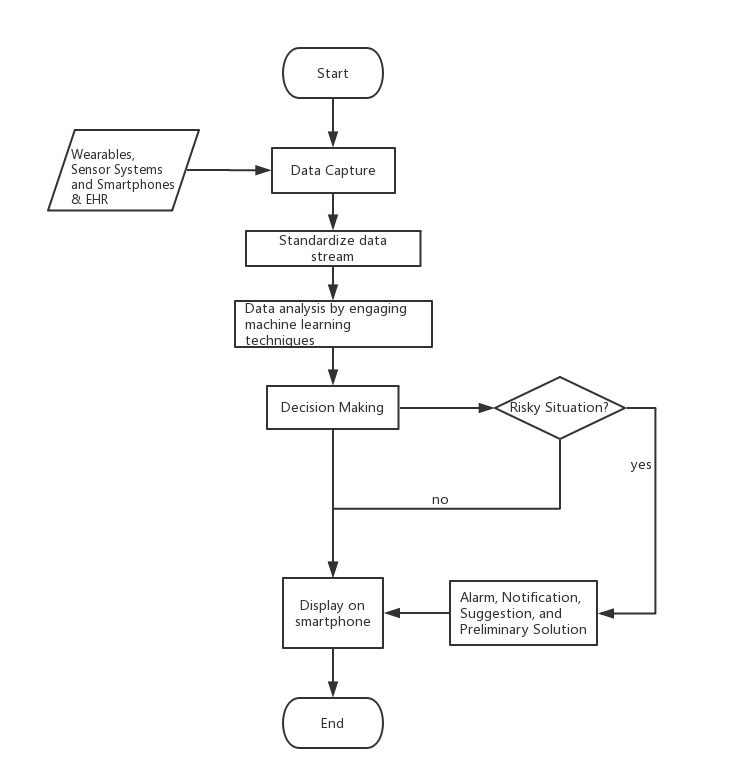 Start
Wearables,
Sensor Systems
and Smartphones
& EHR
Data Capture
Standardize data
stream
Data analysis by engaging
machine learning
techniques
Decision Making
Risky Situation?
yes
no
Display on
smartphone
Alarm, Notification,
Suggestion, and
Preliminary Solution
End